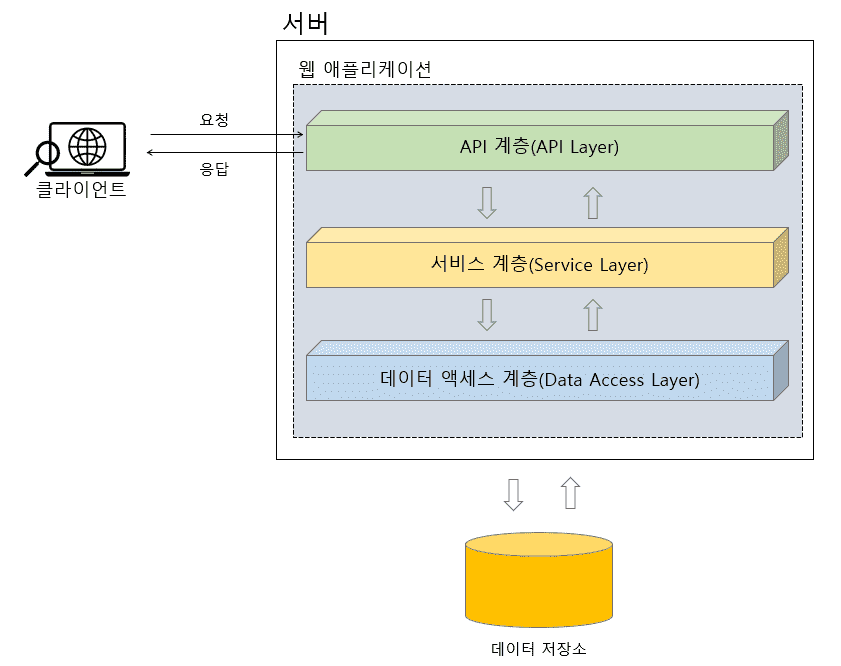 서버
웹 애플리케이션
요청
API 계층(API Layer)
응답
클라이언트
서비스 계층(Service Layer)
데이터 액세스 계층(Data Access Layer)
데이터 저장소